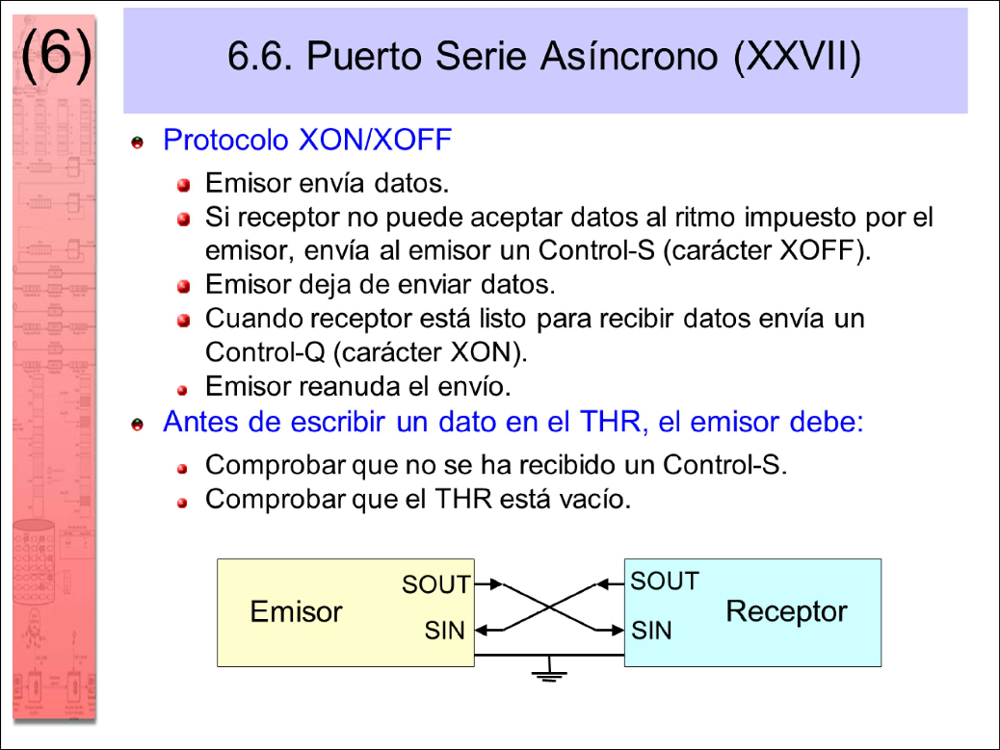 (6)
6.6. Puerto Serie Asíncrono (XXVII)
Protocolo XON/XOFF
Emisor envía datos.
Si receptor no puede aceptar datos al ritmo impuesto por el
emisor, envía al emisor un Control-S (carácter XOFF).
Emisor deja de enviar datos.
Cuando receptor está listo para recibir datos envía un
Control-Q (carácter XON).
Emisor reanuda el envío.
Antes de escribir un dato en el THR, el emisor debe:
Comprobar que no se ha recibido un Control-S.
Comprobar que el THR está vacío.
SOUT
SOUT
Emisor
Receptor
SIN
SIN